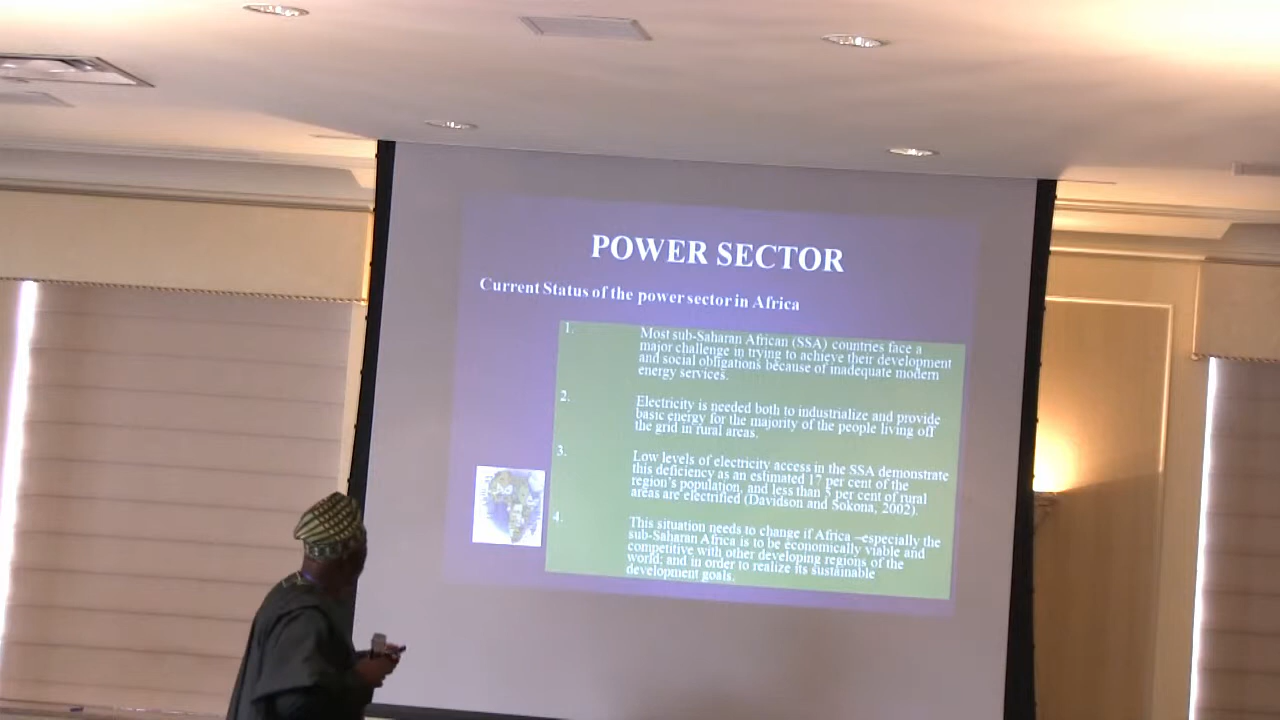 POWER SECTOR
Current Status of the power sector in Africa
1. Most sub-Saharan African (SSA) countries face a
major challenge in trying to achieve their development
and social obligations because of inadequate modern
energy services.
2. Electricity is needed both to industrialize and provide
basic energy for the majority of the people living off
the grid in rural areas.
3. Low levels of electricity access in the SSA demonstrate
this deficiency as an estimated 17 per cent of the
region's population, and less than 5 per cent of rural
areas are electrified (Davidson and Sokona, 2002).
4. This situation needs to change if Africa –especially the
sub-Saharan Africa is to be economically viable and
competitive with other developing regions of the
world; and in order to realize its sustainable
development goals.